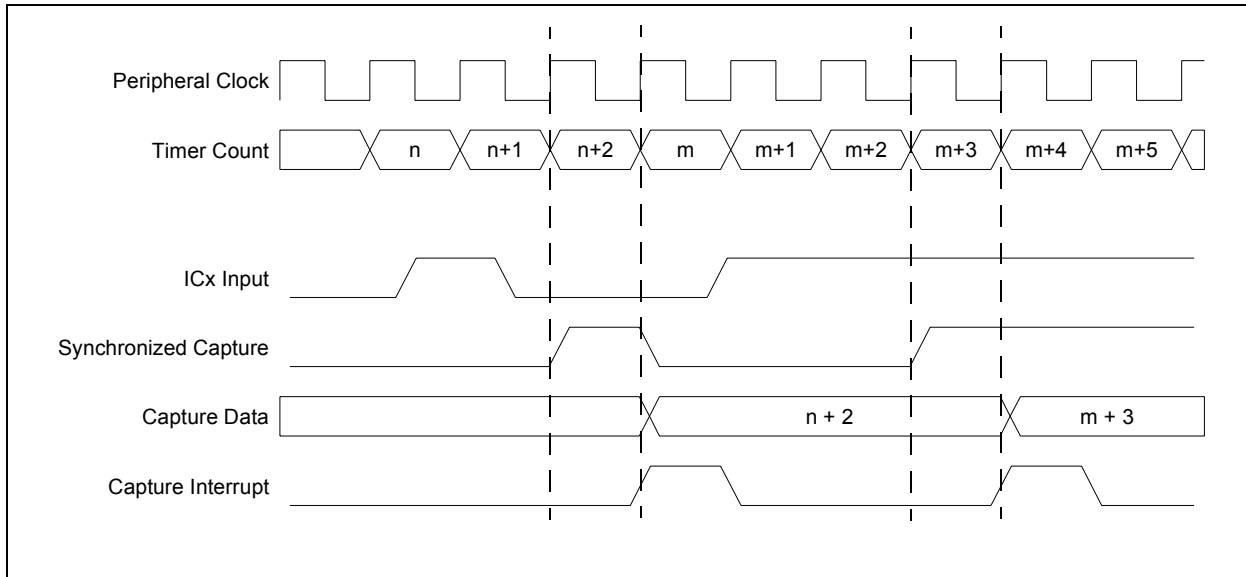 Peripheral Clock
Timer Count n n+1 n+2 m m+1 m+2 m+3 m+4 m+5
ICx Input
Synchronized Capture
Capture Data n + 2 m + 3
Capture Interrupt